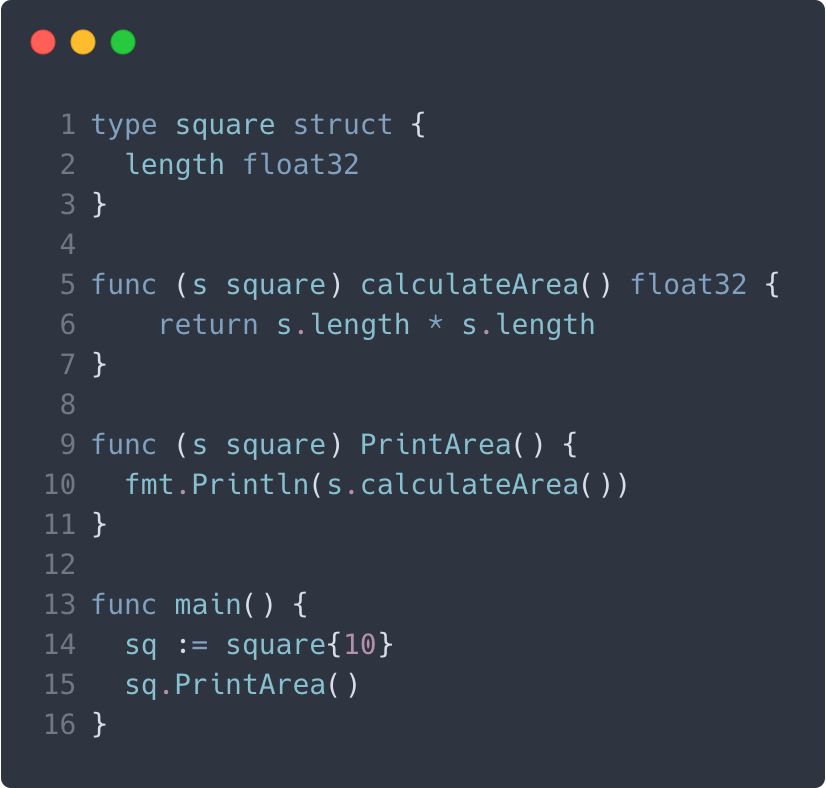 1 type square struct {
2   length float32
3 }
4
5 func (s square) calculateArea() float32 {
6     return s.length * s.length
7 }
8
9 func (s square) PrintArea() {
10   fmt.Println(s.calculateArea())
11 }
12
13 func main() {
14   sq := square{10}
15   sq.PrintArea()
16 }